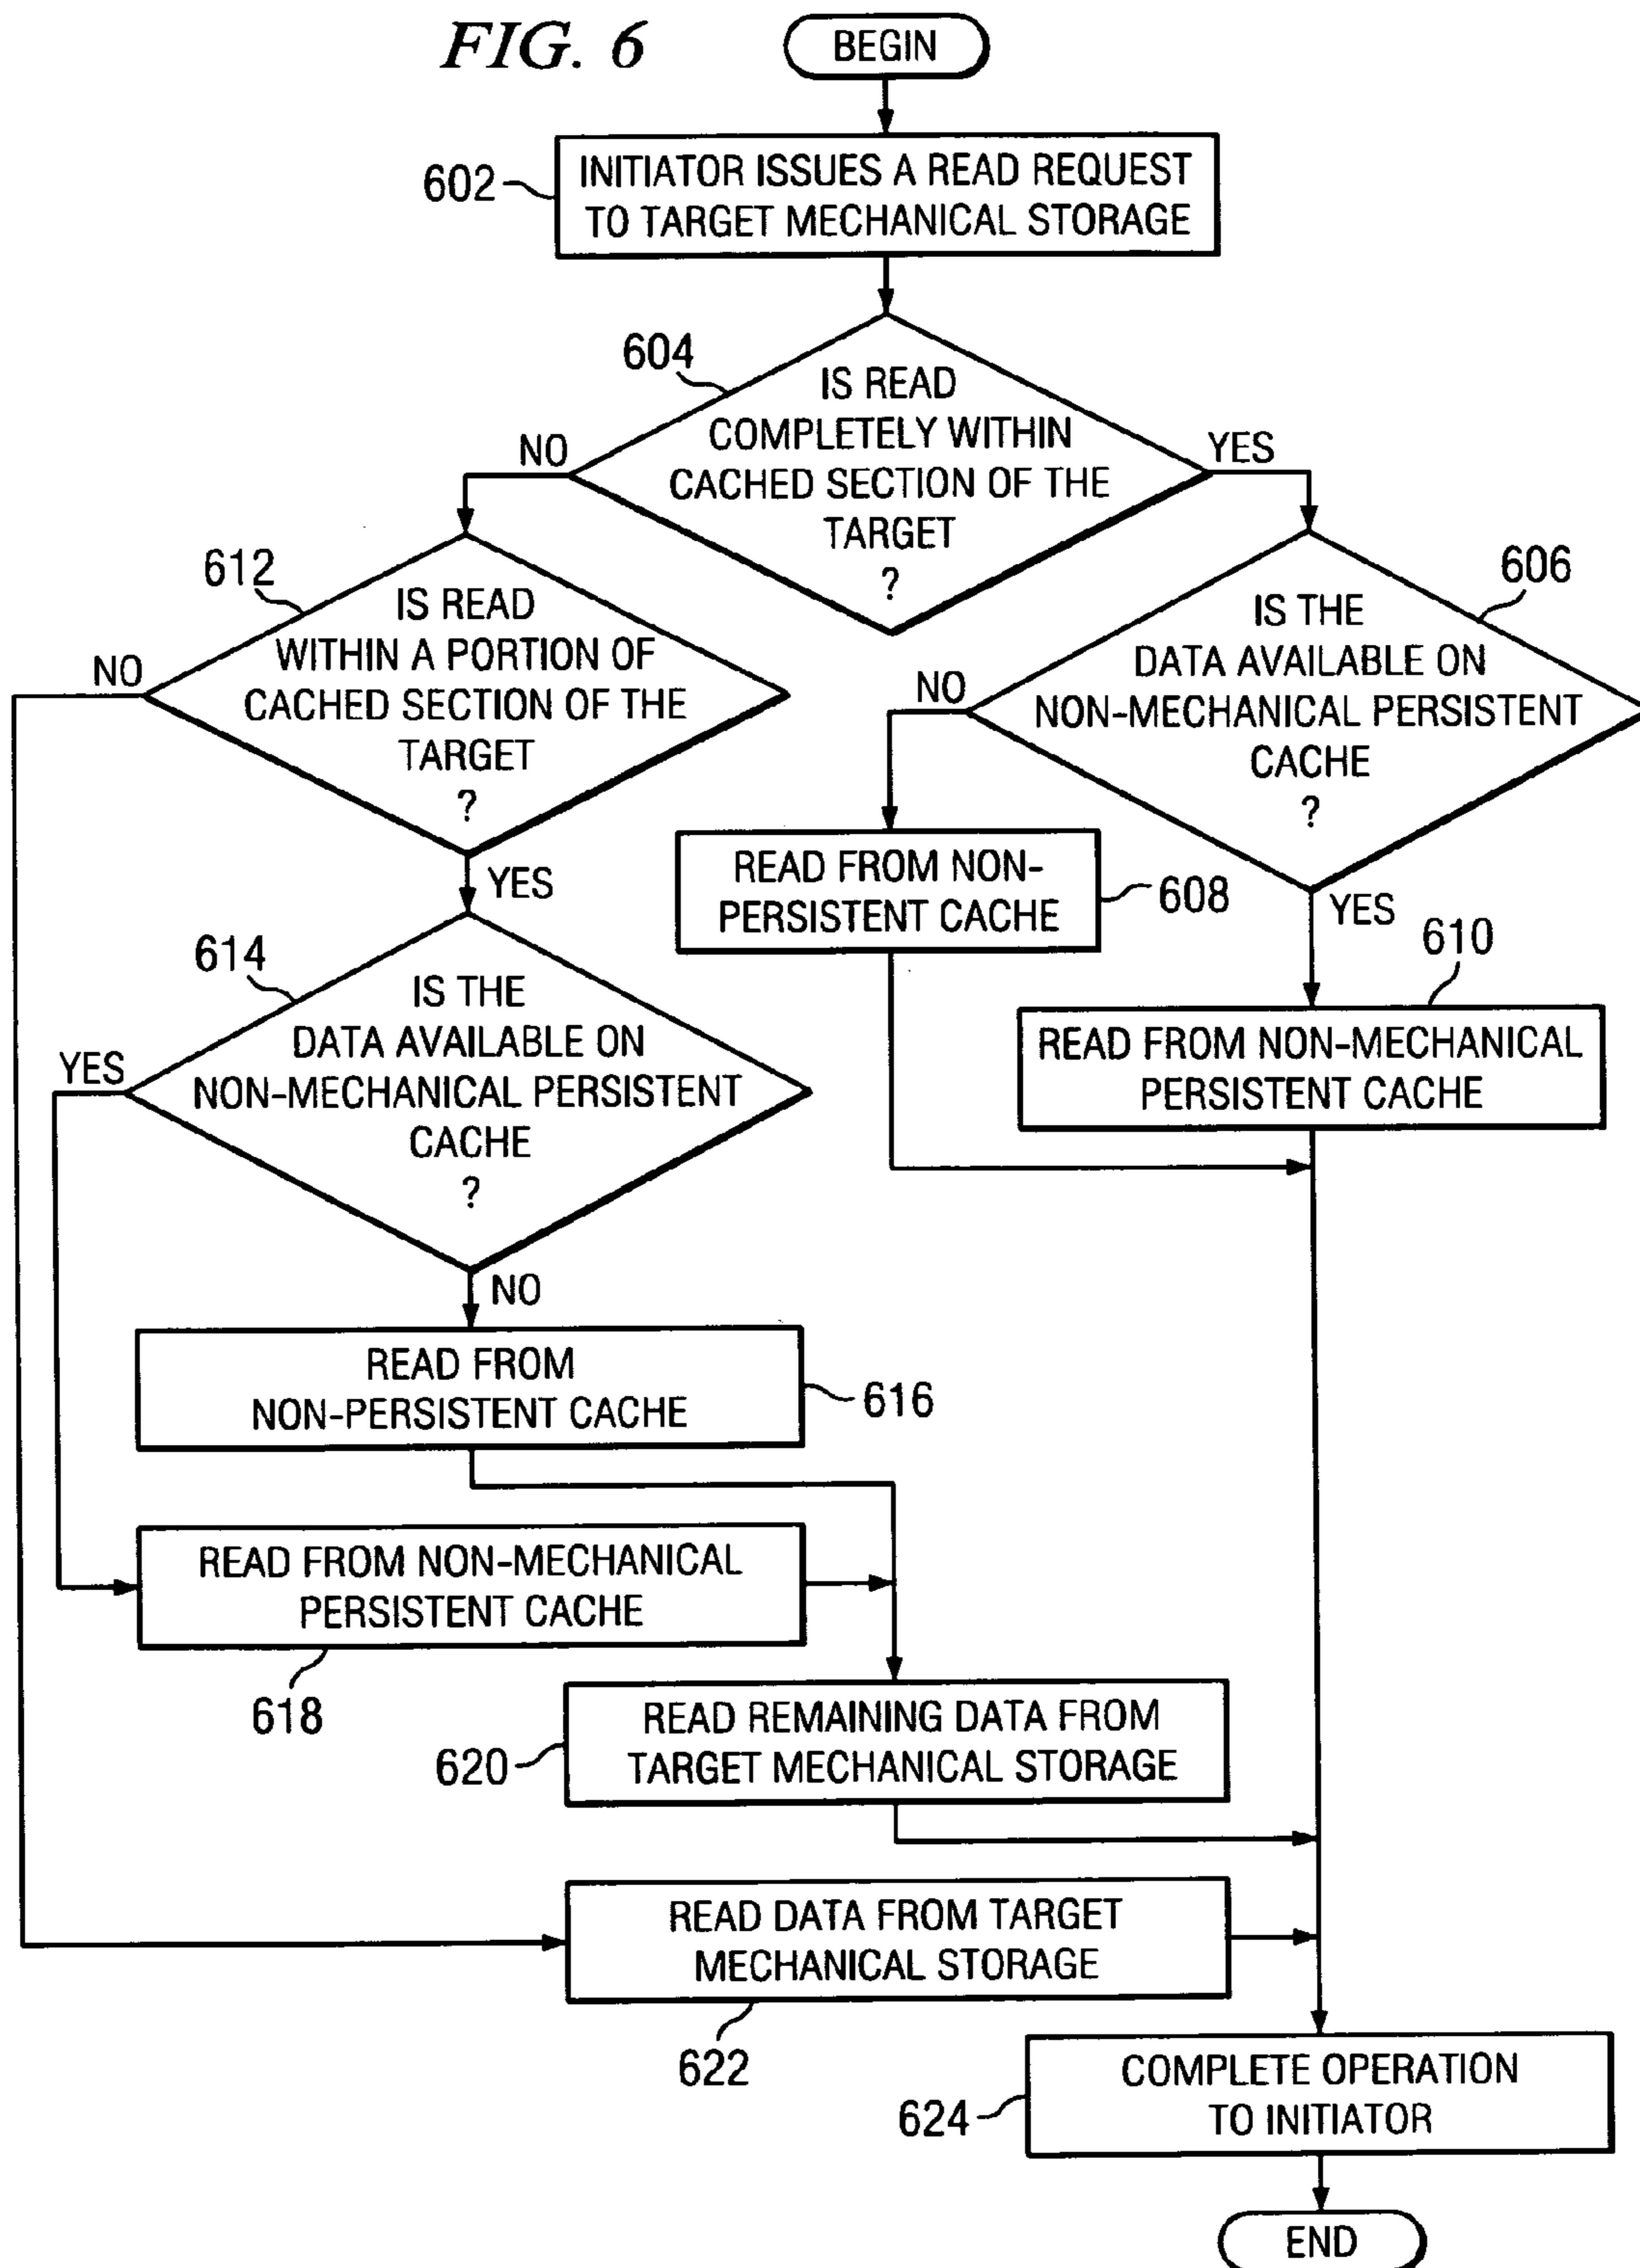 FIG. 6
BEGIN
602
INITIATOR ISSUES A READ REQUEST
TO TARGET MECHANICAL STORAGE
604
IS READ
COMPLETELY WITHIN
CACHED SECTION OF THE
TARGET
?
NO
YES
612
IS READ
WITHIN A PORTION OF
CACHED SECTION OF THE
TARGET
?
NO
YES
606
IS THE
DATA AVAILABLE ON
NON-MECHANICAL PERSISTENT
CACHE
?
NO
YES
READ FROM NON-
PERSISTENT CACHE
608
610
READ FROM NON-MECHANICAL
PERSISTENT CACHE
614
IS THE
DATA AVAILABLE ON
NON-MECHANICAL PERSISTENT
CACHE
?
YES
NO
READ FROM
NON-PERSISTENT CACHE
616
READ FROM NON-MECHANICAL
PERSISTENT CACHE
618
READ REMAINING DATA FROM
TARGET MECHANICAL STORAGE
620
READ DATA FROM TARGET
MECHANICAL STORAGE
622
COMPLETE OPERATION
TO INITIATOR
624
END